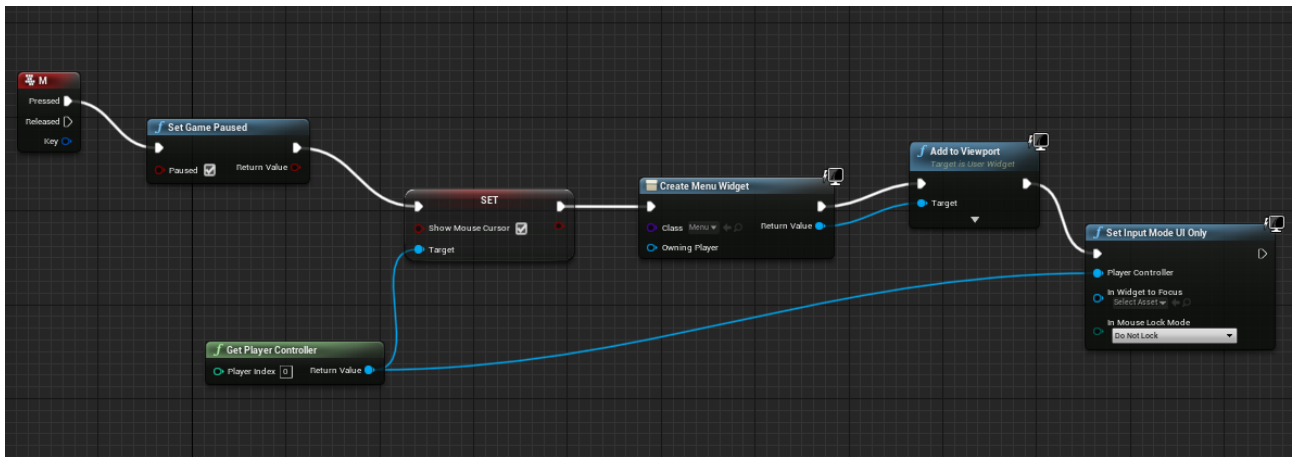 M
Pressed
Released
Key
Set Game Paused
Paused
Return Value
SET
Show Mouse Cursor
Target
Get Player Controller
Player Index 0
Return Value
Create Menu Widget
Class Menu
Return Value
Owning Player
Add to Viewport
Target is User Widget
Target
Set Input Mode UI Only
Player Controller
In Widget to Focus
Select Asset
In Mouse Lock Mode
Do Not Lock